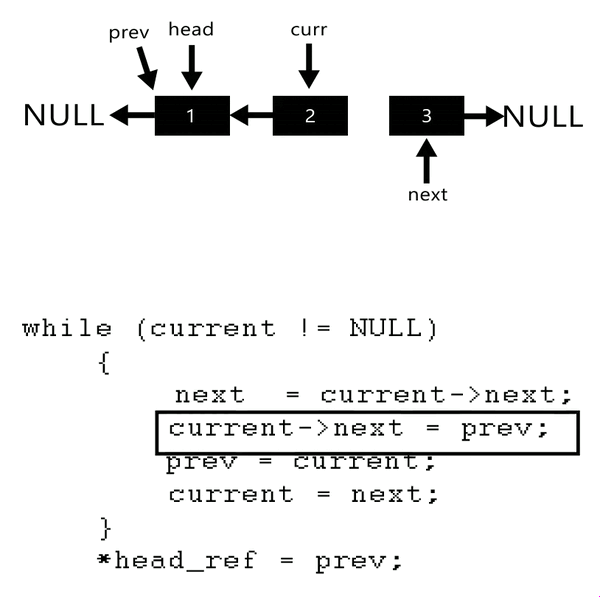 prev head curr
NULL 1 2 3 NULL
next
while (current != NULL)
{
next  = current->next;
current->next = prev;
prev = current;
current = next;
}
*head_ref = prev;